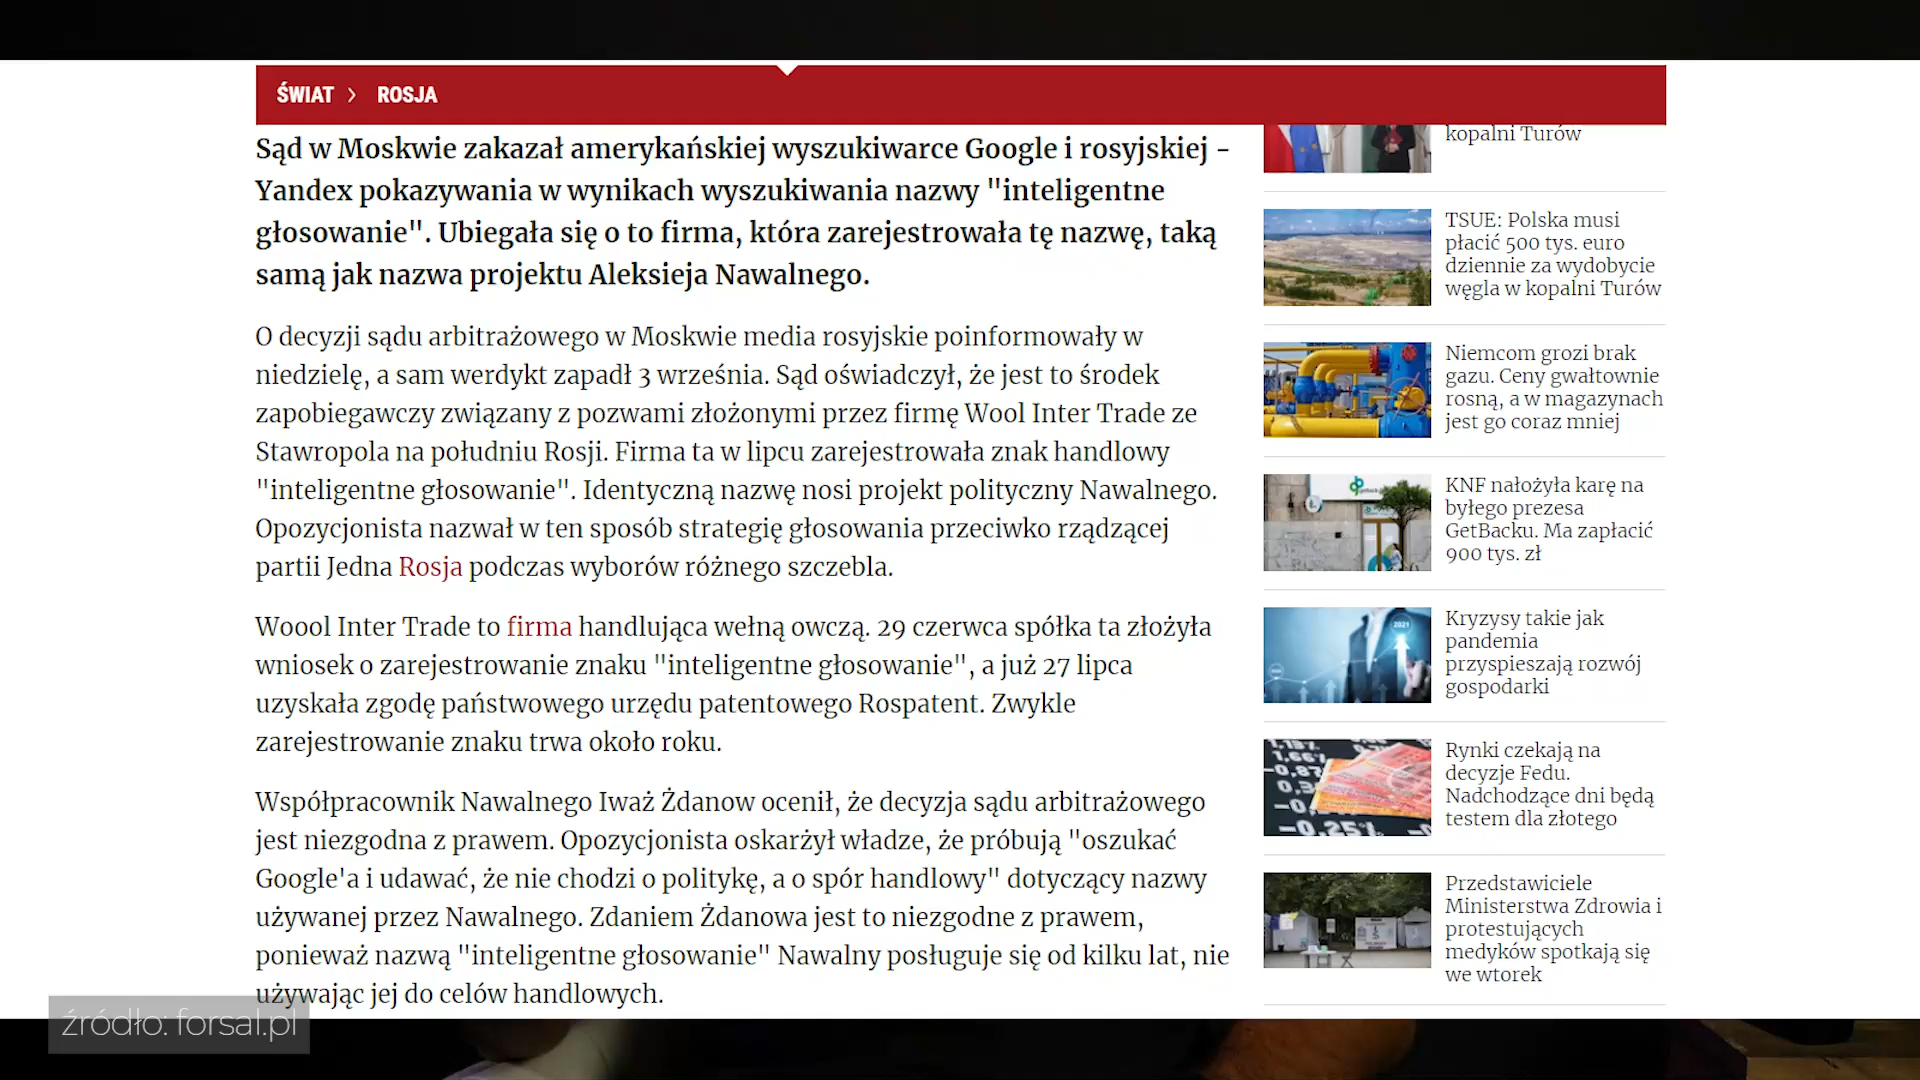 ŚWIAT > ROSJA
Sąd w Moskwie zakazał amerykańskiej wyszukiwarce Google i rosyjskiej -
Yandex pokazywania w wynikach wyszukiwania nazwy "inteligentne
głosowanie". Ubiegała się o to firma, która zarejestrowała tę nazwę, taką
samą jak nazwa projektu Aleksieja Nawalnego.
O decyzji sądu arbitrażowego w Moskwie media rosyjskie poinformowały w
niedzielę, a sam werdykt zapadł 3 września. Sąd oświadczył, że jest to środek
zapobiegawczy związany z pozwami złożonymi przez firmę Wool Inter Trade ze
Stawropola na południu Rosji. Firma ta w lipcu zarejestrowała znak handlowy
"inteligentne głosowanie". Identyczną nazwę nosi projekt polityczny Nawalnego.
Opozycjonista nazwał w ten sposób strategię głosowania przeciwko rządzącej
partii Jedna Rosja podczas wyborów różnego szczebla.
Woool Inter Trade to firma handlująca wełną owczą. 29 czerwca spółka ta złożyła
wniosek o zarejestrowanie znaku "inteligentne głosowanie", a już 27 lipca
uzyskała zgodę państwowego urzędu patentowego Rospatent. Zwykle
zarejestrowanie znaku trwa około roku.
Współpracownik Nawalnego Iważ Żdanow ocenił, że decyzja sądu arbitrażowego
jest niezgodna z prawem. Opozycjonista oskarżył władze, że próbują "oszukać
Google'a i udawać, że nie chodzi o politykę, a o spór handlowy" dotyczący nazwy
używanej przez Nawalnego. Zdaniem Żdanowa jest to niezgodne z prawem,
ponieważ nazwą "inteligentne głosowanie" Nawalny posługuje się od kilku lat, nie
używając jej do celów handlowych.
kopalni Turów
TSUE: Polska musi
płacić 500 tys. euro
dziennie za wydobycie
węgla w kopalni Turów
Niemcom grozi brak
gazu. Ceny gwałtownie
rosną, a w magazynach
jest go coraz mniej
KNF nałożyła karę na
byłego prezesa
GetBacku. Ma zapłacić
900 tys. zł
2021
Kryzysy takie jak
pandemia
przyspieszają rozwój
gospodarki
Rynki czekają na
decyzje Fedu.
Nadchodzące dni będą
testem dla złotego
Przedstawiciele
Ministerstwa Zdrowia i
protestujących
medyków spotkają się
we wtorek
źródło: forsal.pl